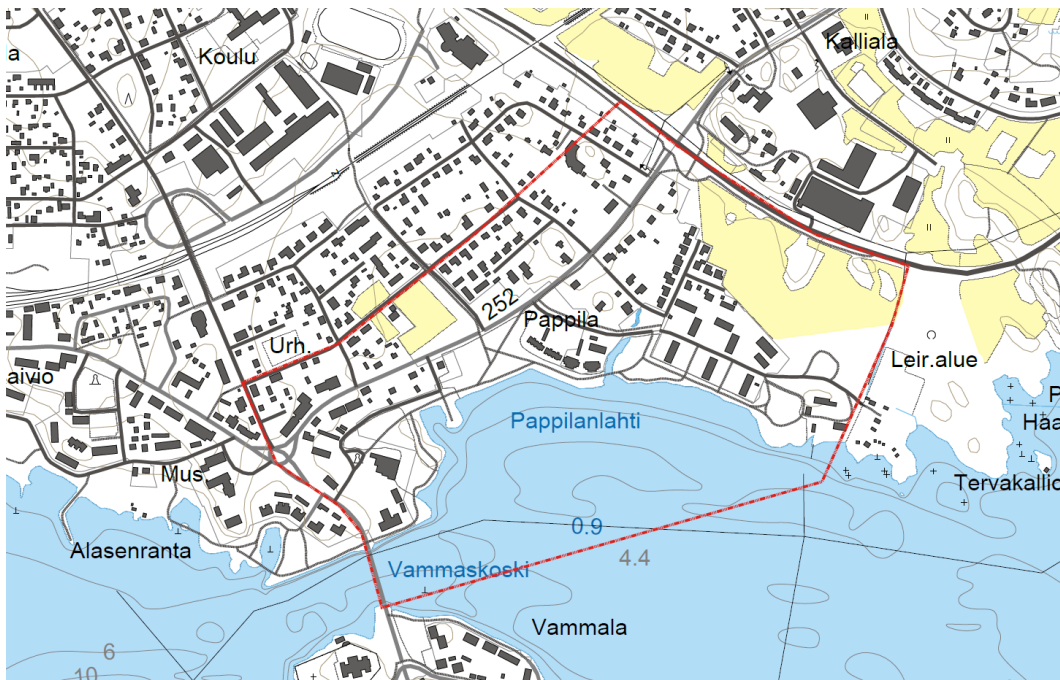 Kalliala
a
Koulu
252
Pappila
Urh.
Leir.alue
aivio
P
Pappilanlahti
Haa
Mus.
Tervakallio
0.9
Alasenranta
4.4
Vammaskoski
Vammala
6
10